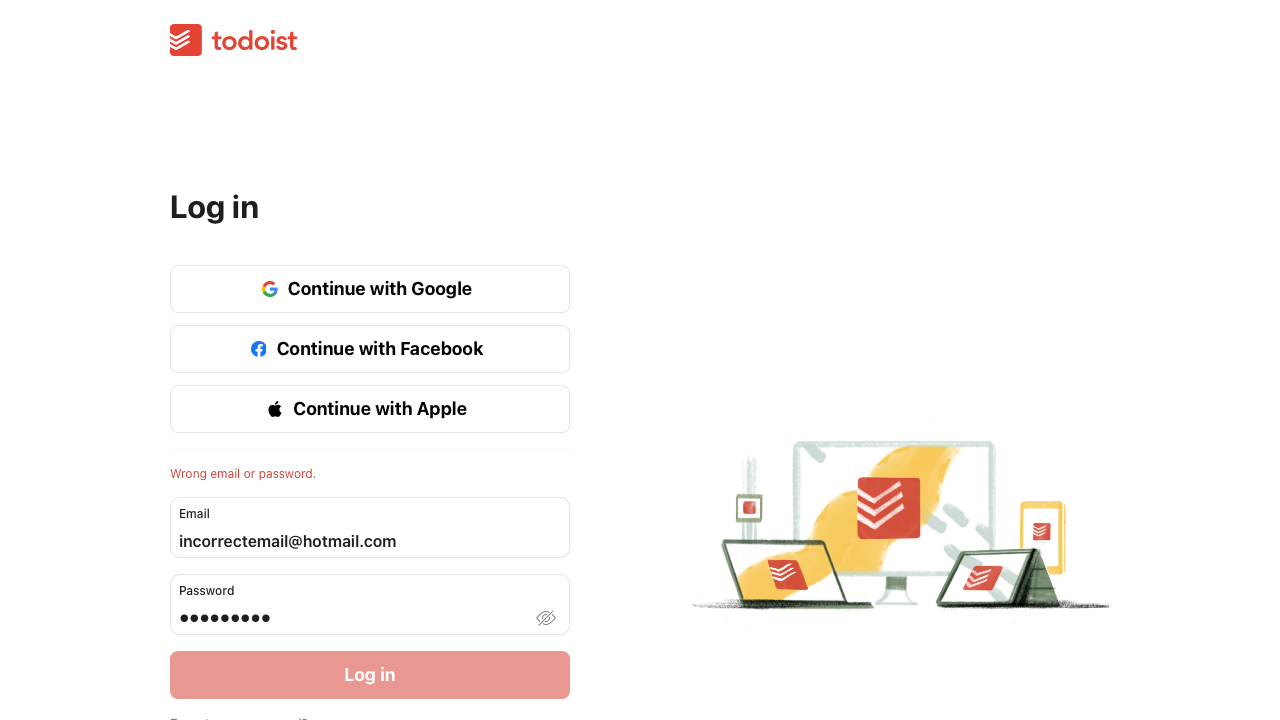 todoist
Log in
Continue with Google
Continue with Facebook
Continue with Apple
Wrong email or password.
Email
incorrectemail@hotmail.com
Password
Log in